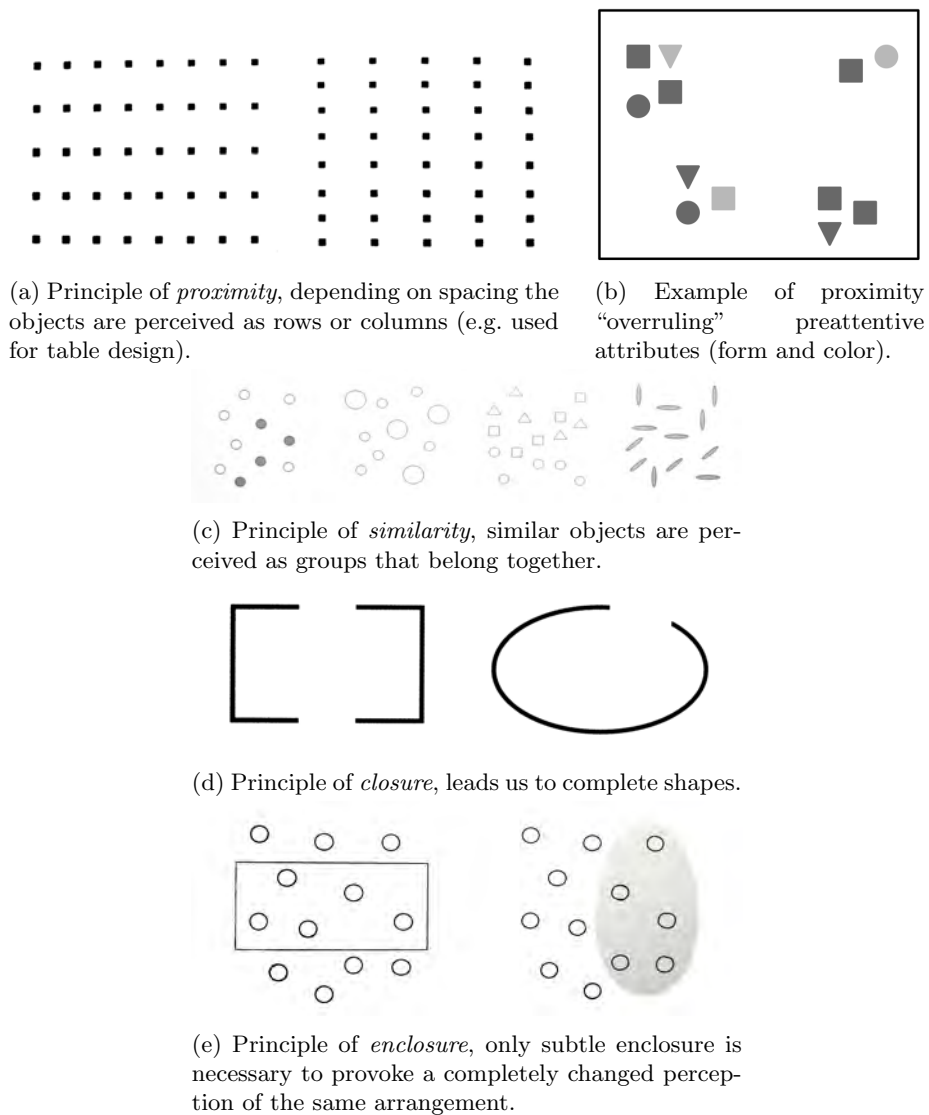 (a) Principle of proximity, depending on spacing the
objects are perceived as rows or columns (e.g. used
for table design).
(b) Example of proximity
“overruling” preattentive
attributes (form and color).
(c) Principle of similarity, similar objects are per-
ceived as groups that belong together.
(d) Principle of closure, leads us to complete shapes.
(e) Principle of enclosure, only subtle enclosure is
necessary to provoke a completely changed percep-
tion of the same arrangement.